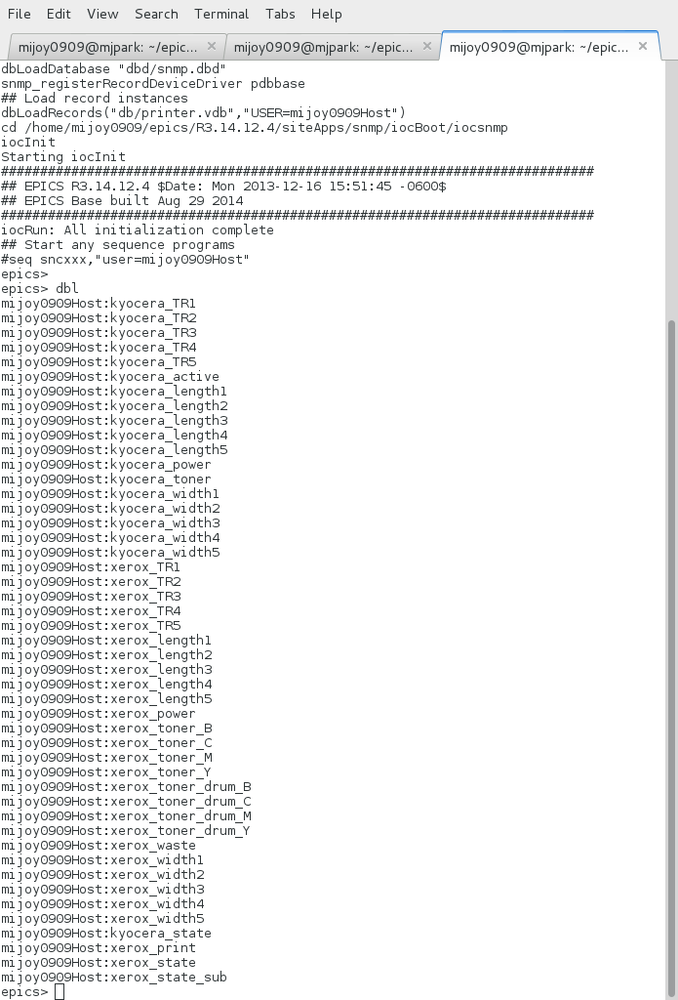 File Edit View Search Terminal Tabs Help
mijoy0909@mjpark: ~/epic... × mijoy0909@mjpark: ~/epic... × mijoy0909@mjpark: ~/epic... ×
dbLoadDatabase "dbd/snmp.dbd"
snmp_registerRecordDeviceDriver pdbbase
## Load record instances
dbLoadRecords("db/printer.vdb","USER=mijoy0909Host")
cd /home/mijoy0909/epics/R3.14.12.4/siteApps/snmp/iocBoot/iocsnmp
iocInit
Starting iocInit
############################################################################
## EPICS R3.14.12.4 $Date: Mon 2013-12-16 15:51:45 -0600$
## EPICS Base built Aug 29 2014
############################################################################
iocRun: All initialization complete
## Start any sequence programs
#seq sncxxx,"user=mijoy0909Host"
epics>
epics> dbl
mijoy0909Host:kyocera_TR1
mijoy0909Host:kyocera_TR2
mijoy0909Host:kyocera_TR3
mijoy0909Host:kyocera_TR4
mijoy0909Host:kyocera_TR5
mijoy0909Host:kyocera_active
mijoy0909Host:kyocera_length1
mijoy0909Host:kyocera_length2
mijoy0909Host:kyocera_length3
mijoy0909Host:kyocera_length4
mijoy0909Host:kyocera_length5
mijoy0909Host:kyocera_power
mijoy0909Host:kyocera_toner
mijoy0909Host:kyocera_width1
mijoy0909Host:kyocera_width2
mijoy0909Host:kyocera_width3
mijoy0909Host:kyocera_width4
mijoy0909Host:kyocera_width5
mijoy0909Host:xerox_TR1
mijoy0909Host:xerox_TR2
mijoy0909Host:xerox_TR3
mijoy0909Host:xerox_TR4
mijoy0909Host:xerox_TR5
mijoy0909Host:xerox_length1
mijoy0909Host:xerox_length2
mijoy0909Host:xerox_length3
mijoy0909Host:xerox_length4
mijoy0909Host:xerox_length5
mijoy0909Host:xerox_power
mijoy0909Host:xerox_toner_B
mijoy0909Host:xerox_toner_C
mijoy0909Host:xerox_toner_M
mijoy0909Host:xerox_toner_Y
mijoy0909Host:xerox_toner_drum_B
mijoy0909Host:xerox_toner_drum_C
mijoy0909Host:xerox_toner_drum_M
mijoy0909Host:xerox_toner_drum_Y
mijoy0909Host:xerox_waste
mijoy0909Host:xerox_width1
mijoy0909Host:xerox_width2
mijoy0909Host:xerox_width3
mijoy0909Host:xerox_width4
mijoy0909Host:xerox_width5
mijoy0909Host:kyocera_state
mijoy0909Host:xerox_print
mijoy0909Host:xerox_state
mijoy0909Host:xerox_state_sub
epics>